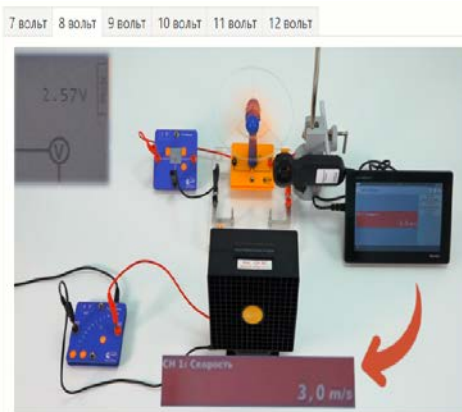 7 вольт 8 вольт 9 вольт 10 вольт 11 вольт 12 вольт
2.57V
V
CH 1: Скорость
3,0 m/s